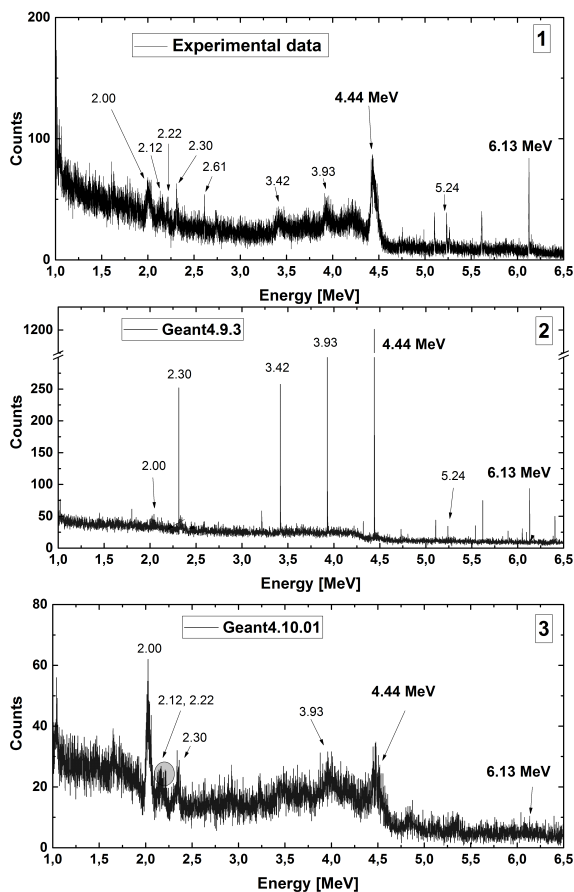 200
Experimental data
1
2.00
2.22
2.30
2.12
2.61
4.44 MeV
6.13 MeV
100
3.42
3.93
5.24
Counts
0
1,0 1,5 2,0 2,5 3,0 3,5 4,0 4,5 5,0 5,5 6,0 6,5
Energy [MeV]
1200
Geant4.9.3
2
3.93
4.44 MeV
2.30
3.42
250
200
150
100
50
0
Counts
2.00
5.24
6.13 MeV
1,0 1,5 2,0 2,5 3,0 3,5 4,0 4,5 5,0 5,5 6,0 6,5
Energy [MeV]
80
Geant4.10.01
3
2.00
60
2.12, 2.22
3.93
4.44 MeV
40
2.30
6.13 MeV
20
Counts
0
1,0 1,5 2,0 2,5 3,0 3,5 4,0 4,5 5,0 5,5 6,0 6,5
Energy [MeV]